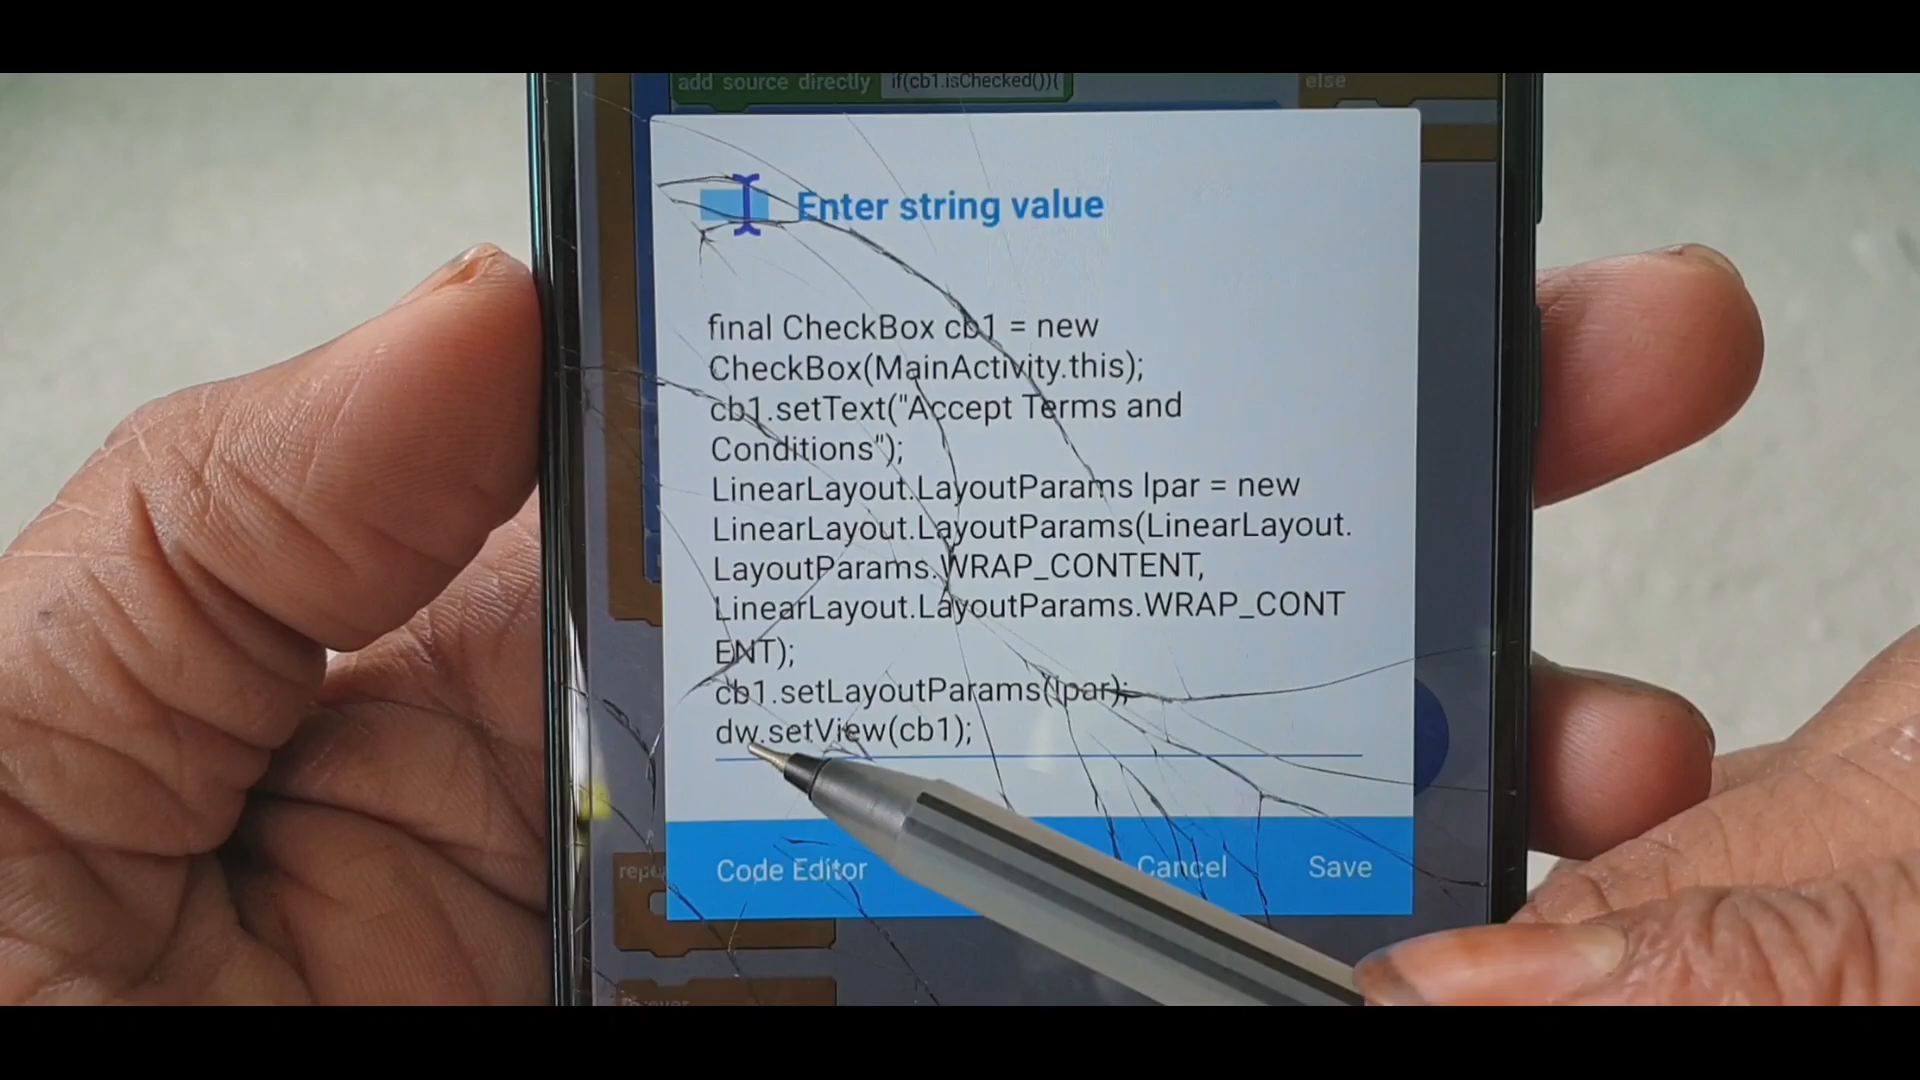 add source directly if(cb1.isChecked()){
else
Enter string value
final CheckBox cb1 = new
CheckBox(MainActivity.this);
cb1.setText("Accept Terms and
Conditions");
LinearLayout.LayoutParams lpar = new
LinearLayout.LayoutParams(LinearLayout.
LayoutParams.WRAP_CONTENT,
LinearLayout.LayoutParams.WRAP_CONT
ENT);
cb1.setLayoutParams(lpar);
dw.setView(cb1);
Code Editor
Cancel
Save